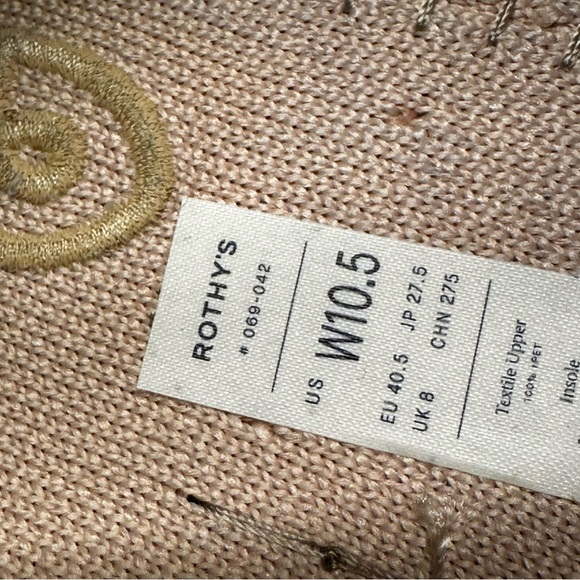 ROTHY'S
# 069-042
US W10.5
EU 40.5 JP 27.5
UK 8 CHN 275
Textile Upper
100% rPET
Insole